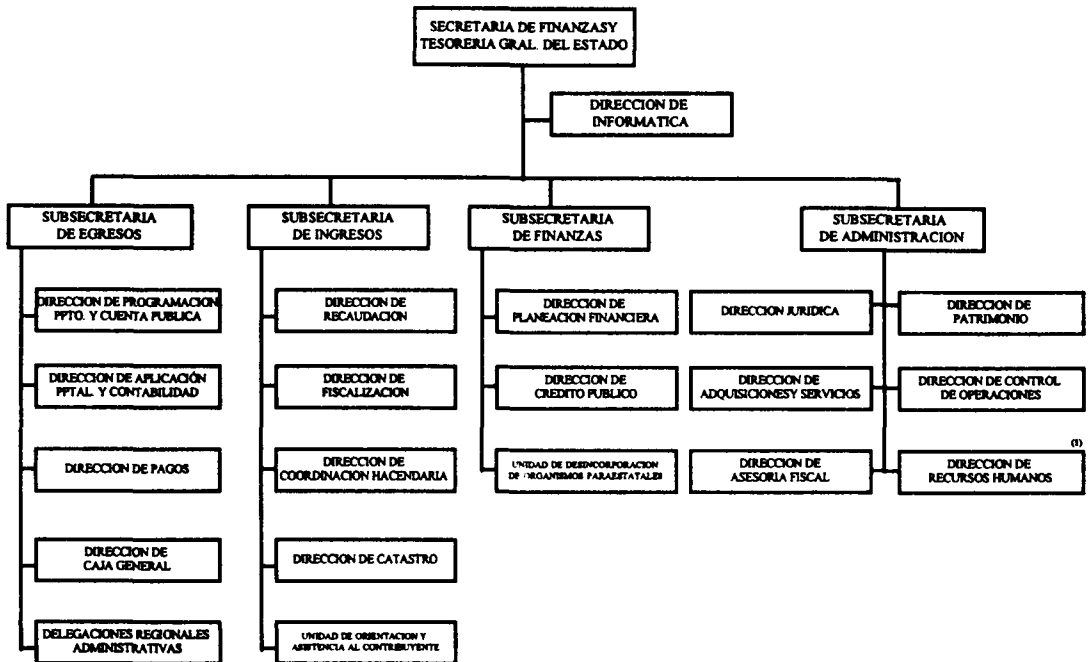 SECRETARIA DE FINANZAS Y
TESORERIA GRAL. DEL ESTADO
DIRECCION DE
INFORMATICA
SUBSECRETARIA
DE EGRESOS
SUBSECRETARIA
DE INGRESOS
SUBSECRETARIA
DE FINANZAS
SUBSECRETARIA
DE ADMINISTRACION
DIRECCION DE PROGRAMACION
PPTO. Y CUENTA PUBLICA
DIRECCION DE APLICACIÓN
PPTAL. Y CONTABILIDAD
DIRECCION DE PAGOS
DIRECCION DE
CAJA GENERAL
DELEGACIONES REGIONALES
ADMINISTRATIVAS
DIRECCION DE
RECAUDACION
DIRECCION DE
FISCALIZACION
DIRECCION DE
COORDINACION HACENDARIA
DIRECCION DE CATASTRO
UNIDAD DE ORIENTACION Y
ASISTENCIA AL CONTRIBUYENTE
DIRECCION DE
PLANEACION FINANCIERA
DIRECCION DE
CREDITO PUBLICO
UNIDAD DE DESINCORPORACION
DE ORGANISMOS PARAESTATALES
DIRECCION JURIDICA
DIRECCION DE
ADQUISICIONES Y SERVICIOS
DIRECCION DE
ASESORIA FISCAL
DIRECCION DE
PATRIMONIO
DIRECCION DE CONTROL
DE OPERACIONES
(1)
DIRECCION DE
RECURSOS HUMANOS